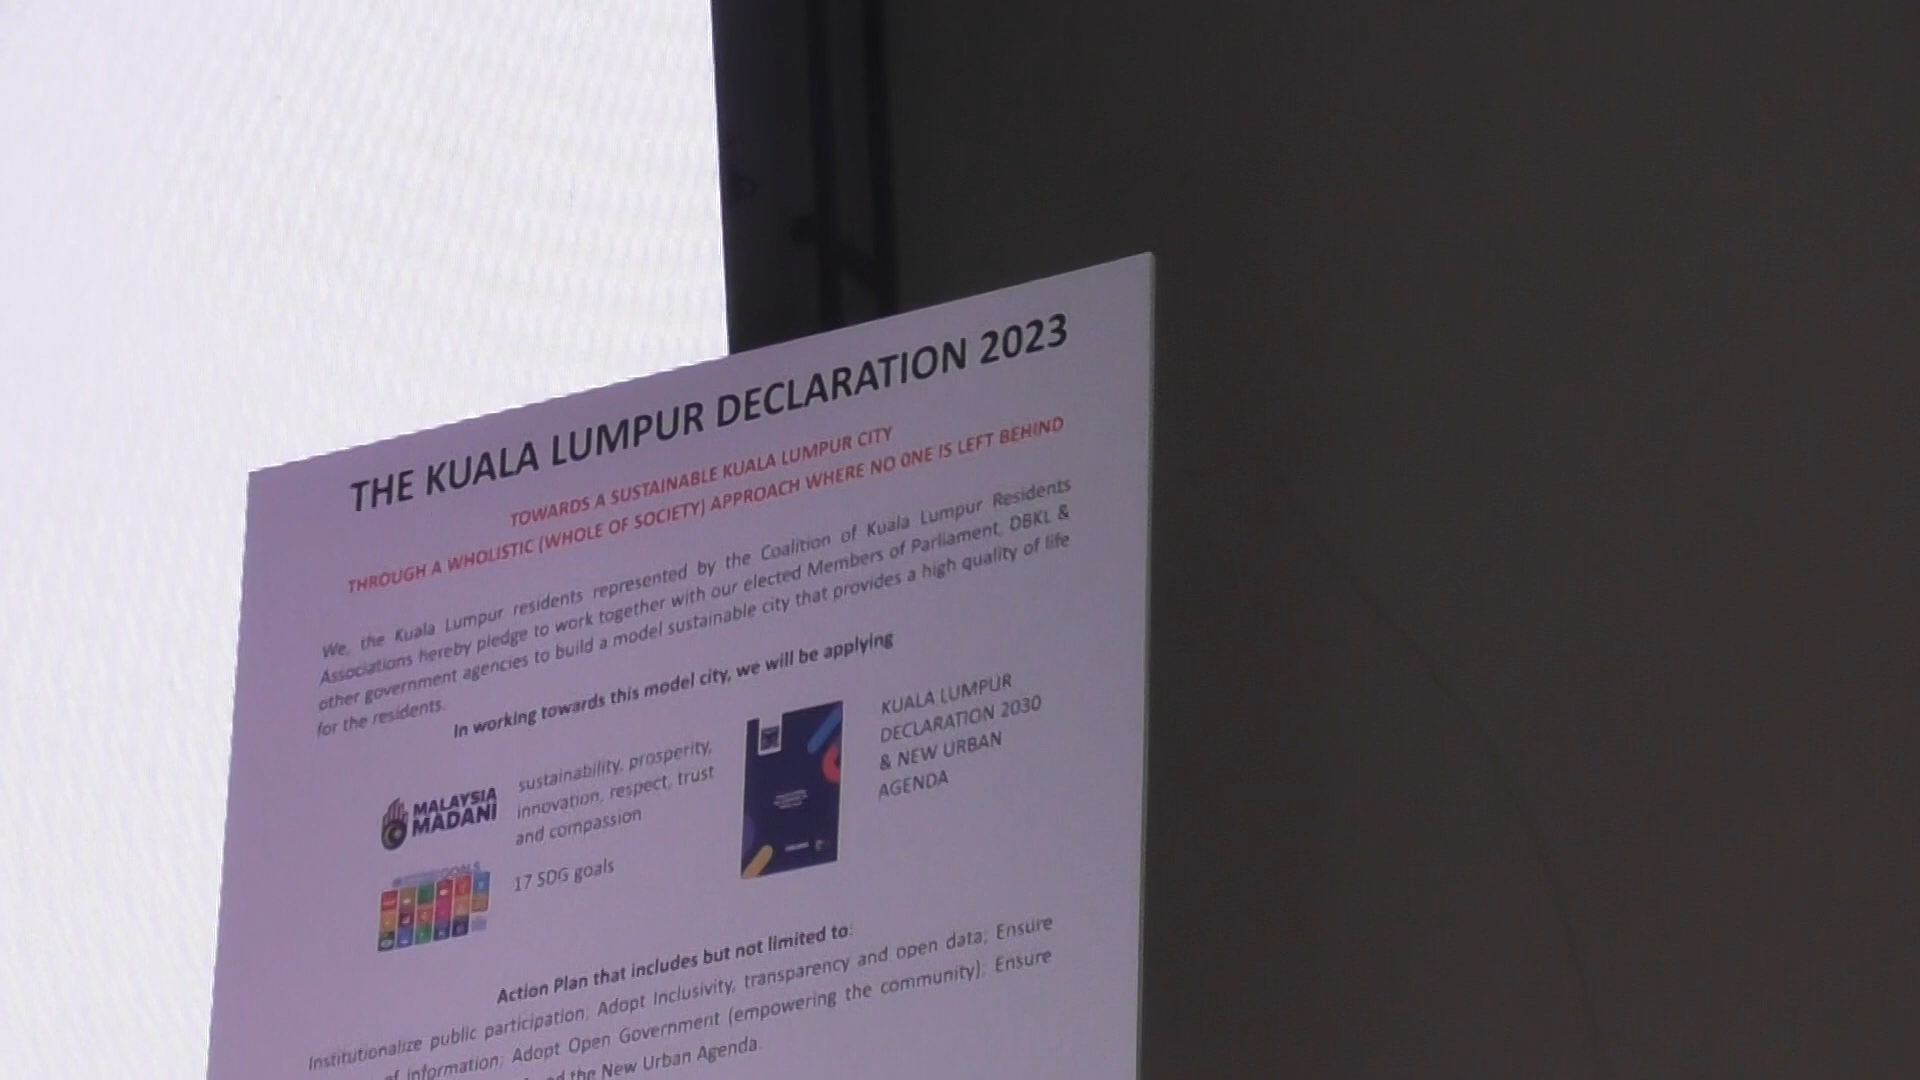 THE KUALA LUMPUR DECLARATION 2023
TOWARDS A SUSTAINABLE KUALA LUMPUR CITY
THROUGH A WHOLISTIC (WHOLE OF SOCIETY) APPROACH WHERE NO ONE IS LEFT BEHIND
We, the Kuala Lumpur residents represented by the Coalition of Kuala Lumpur Residents
Associations hereby pledge to work together with our elected Members of Parliament, DBKL &
other government agencies to build a model sustainable city that provides a high quality of life
for the residents.
In working towards this model city, we will be applying
MALAYSIA
MADANI
sustainability, prosperity,
innovation, respect, trust
and compassion
GOALS
17 SDG goals
KUALA LUMPUR
DECLARATION 2030
& NEW URBAN
AGENDA
Action Plan that includes but not limited to:
Institutionalize public participation; Adopt Inclusivity, transparency and open data; Ensure
of information; Adopt Open Government (empowering the community); Ensure
the New Urban Agenda.